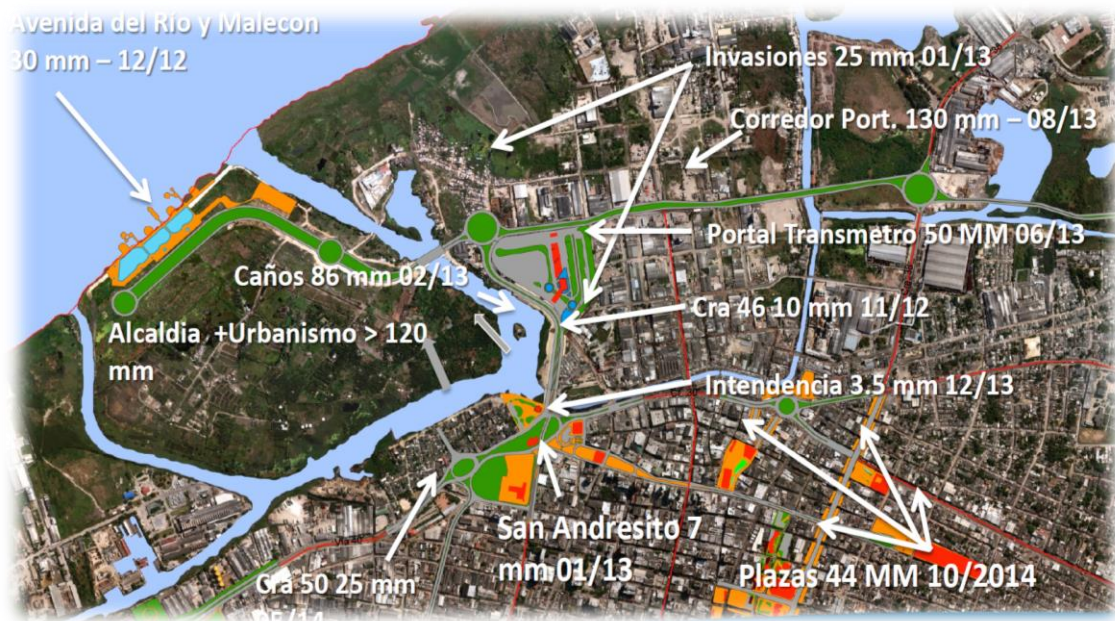 Avenida del Rio y Malecon
30 mm – 12/12
Invasiones 25 mm 01/13
Corredor Port. 130 mm – 08/13
Portal Transmetro 50 MM 06/13
Caños 86 mm 02/13
Cra 46 10 mm 11/12
Alcaldia +Urbanismo > 120
mm
Intendencia 3.5 mm 12/13
San Andresito 7
mm 01/13
Cra 50 25 mm
Plazas 44 MM 10/2014